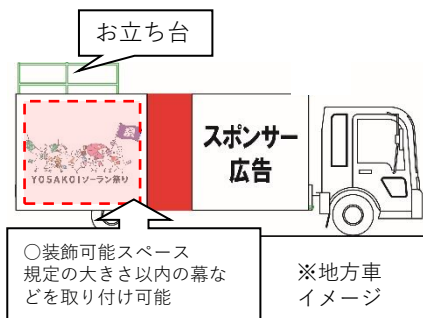 お立ち台
YOSAKOIソーラン祭り
スポンサー
広告
○装飾可能スペース
規定の大きさ以内の幕な
どを取り付け可能
※地方車
イメージ